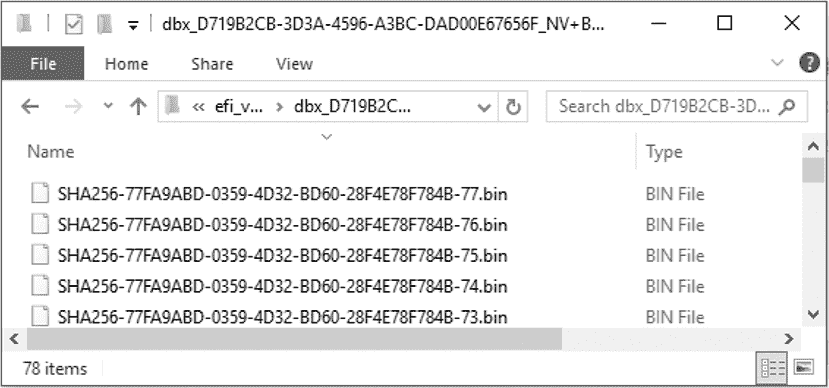 dbx_D719B2CB-3D3A-4596-A3BC-DAD00E67656F_NV+B...
File Home Share View
« efi_v... > dbx_D719B2C... Search dbx_D719B2CB-3D...
Name Type
SHA256-77FA9ABD-0359-4D32-BD60-28F4E78F784B-77.bin BIN File
SHA256-77FA9ABD-0359-4D32-BD60-28F4E78F784B-76.bin BIN File
SHA256-77FA9ABD-0359-4D32-BD60-28F4E78F784B-75.bin BIN File
SHA256-77FA9ABD-0359-4D32-BD60-28F4E78F784B-74.bin BIN File
SHA256-77FA9ABD-0359-4D32-BD60-28F4E78F784B-73.bin BIN File
78 items